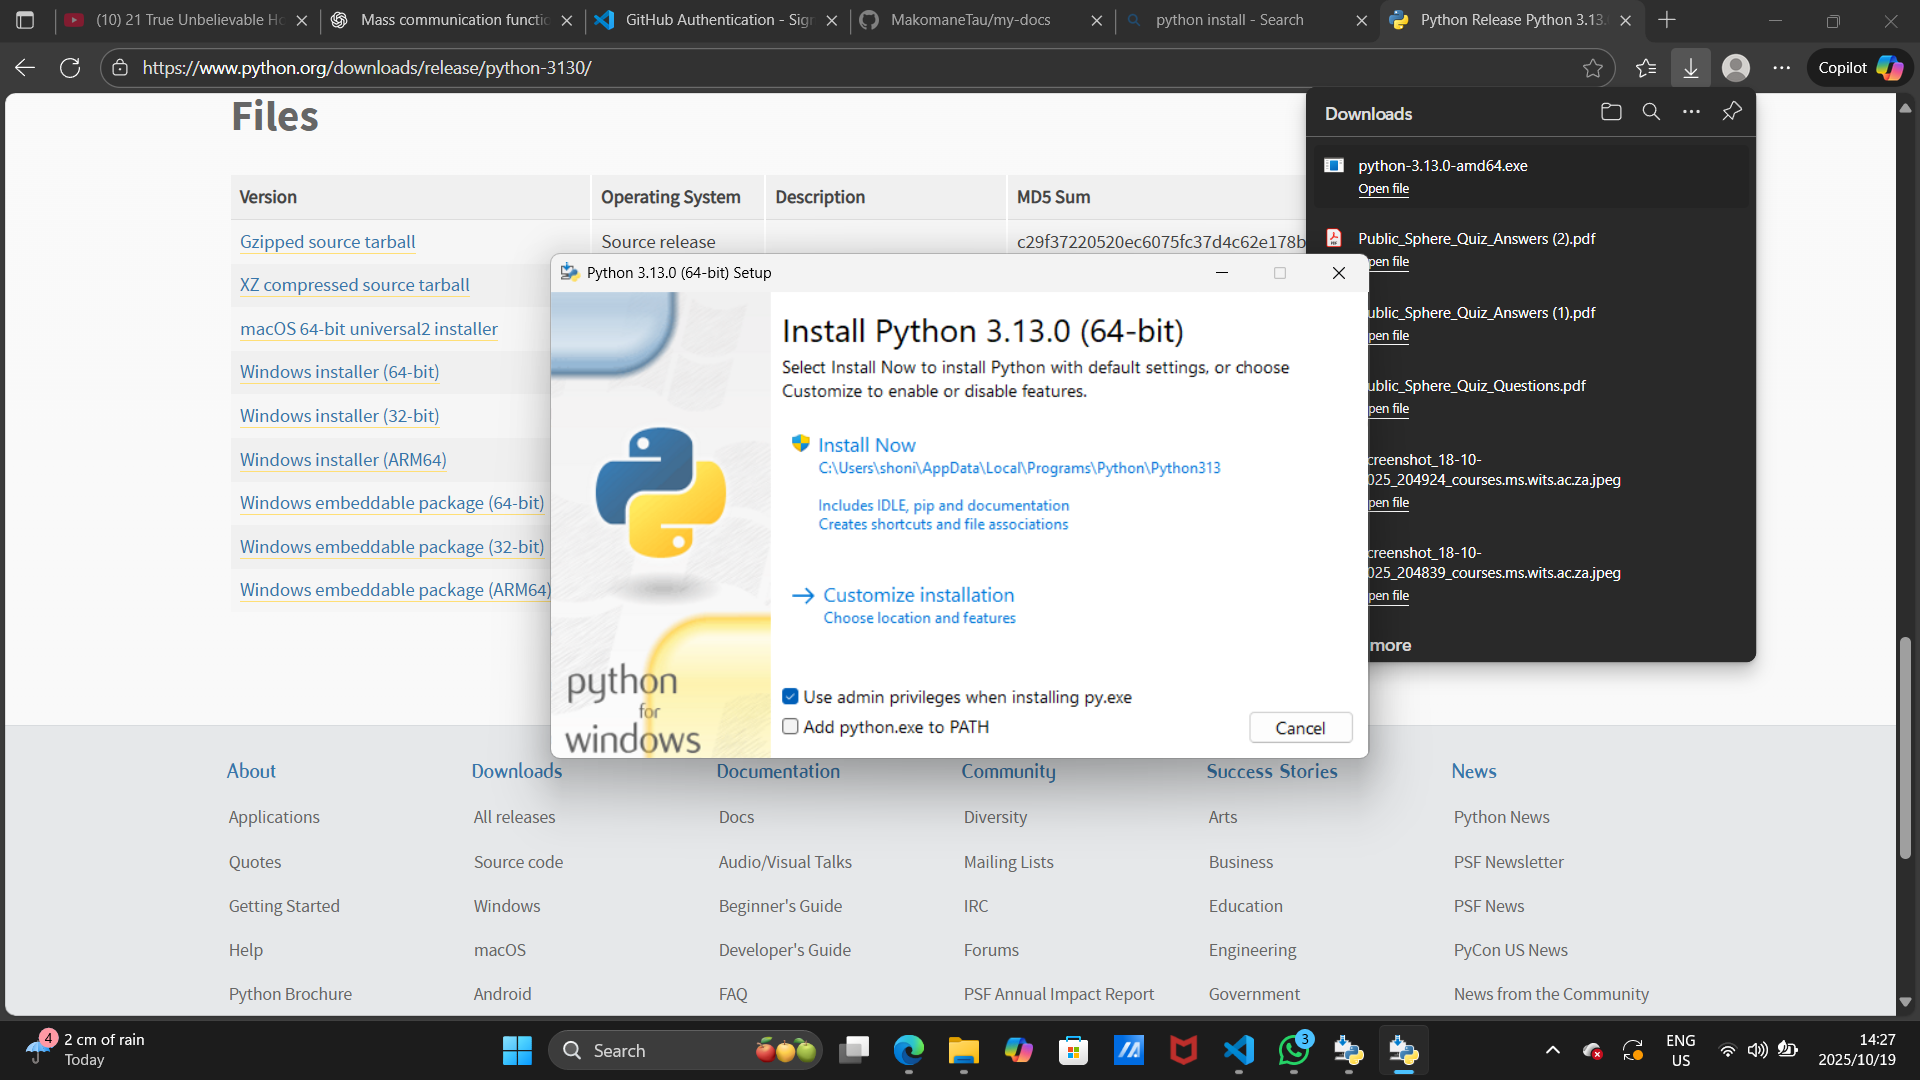 (10) 21 True Unbelievable Ho
Mass communication functio
GitHub Authentication - Sign
MakomaneTau/my-docs
python install - Search
Python Release Python 3.13.
https://www.python.org/downloads/release/python-3130/
Copilot
Files
Version Operating System Description MD5 Sum
Gzipped source tarball Source release c29f37220520ec6075fc37d4c62e178b
XZ compressed source tarball
macOS 64-bit universal2 installer
Windows installer (64-bit)
Windows installer (32-bit)
Windows installer (ARM64)
Windows embeddable package (64-bit)
Windows embeddable package (32-bit)
Windows embeddable package (ARM64)
Downloads
python-3.13.0-amd64.exe
Open file
Public_Sphere_Quiz_Answers (2).pdf
pen file
ublic_Sphere_Quiz_Answers (1).pdf
pen file
ublic_Sphere_Quiz_Questions.pdf
pen file
creenshot_18-10-
025_204924_courses.ms.wits.ac.za.jpeg
pen file
creenshot_18-10-
025_204839_courses.ms.wits.ac.za.jpeg
pen file
more
Python 3.13.0 (64-bit) Setup
Install Python 3.13.0 (64-bit)
Select Install Now to install Python with default settings, or choose
Customize to enable or disable features.
Install Now
C:\Users\shoni\AppData\Local\Programs\Python\Python313
Includes IDLE, pip and documentation
Creates shortcuts and file associations
Customize installation
Choose location and features
Use admin privileges when installing py.exe
Add python.exe to PATH
Cancel
python
for
windows
About Downloads Documentation Community Success Stories News
Applications All releases Docs Diversity Arts Python News
Quotes Source code Audio/Visual Talks Mailing Lists Business PSF Newsletter
Getting Started Windows Beginner's Guide IRC Education PSF News
Help macOS Developer's Guide Forums Engineering PyCon US News
Python Brochure Android FAQ PSF Annual Impact Report Government News from the Community
4
2 cm of rain
Today
Search
3
ENG
US
14:27
2025/10/19